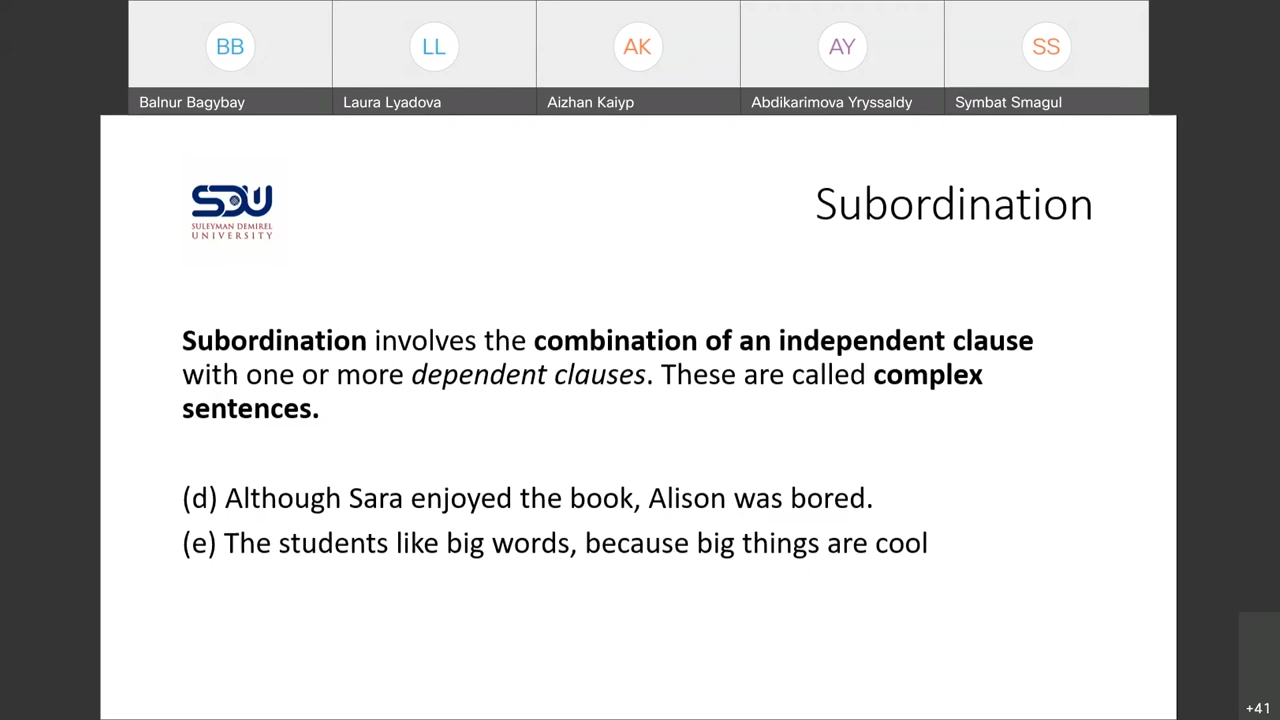 BB
LL
AK
AY
SS
Balnur Bagybay
Laura Lyadova
Aizhan Kaiyp
Abdikarimova Yryssaldy
Symbat Smagul
SDU
SULEYMAN DEMIREL
UNIVERSITY
Subordination
Subordination involves the combination of an independent clause
with one or more dependent clauses. These are called complex
sentences.
(d) Although Sara enjoyed the book, Alison was bored.
(e) The students like big words, because big things are cool
+41